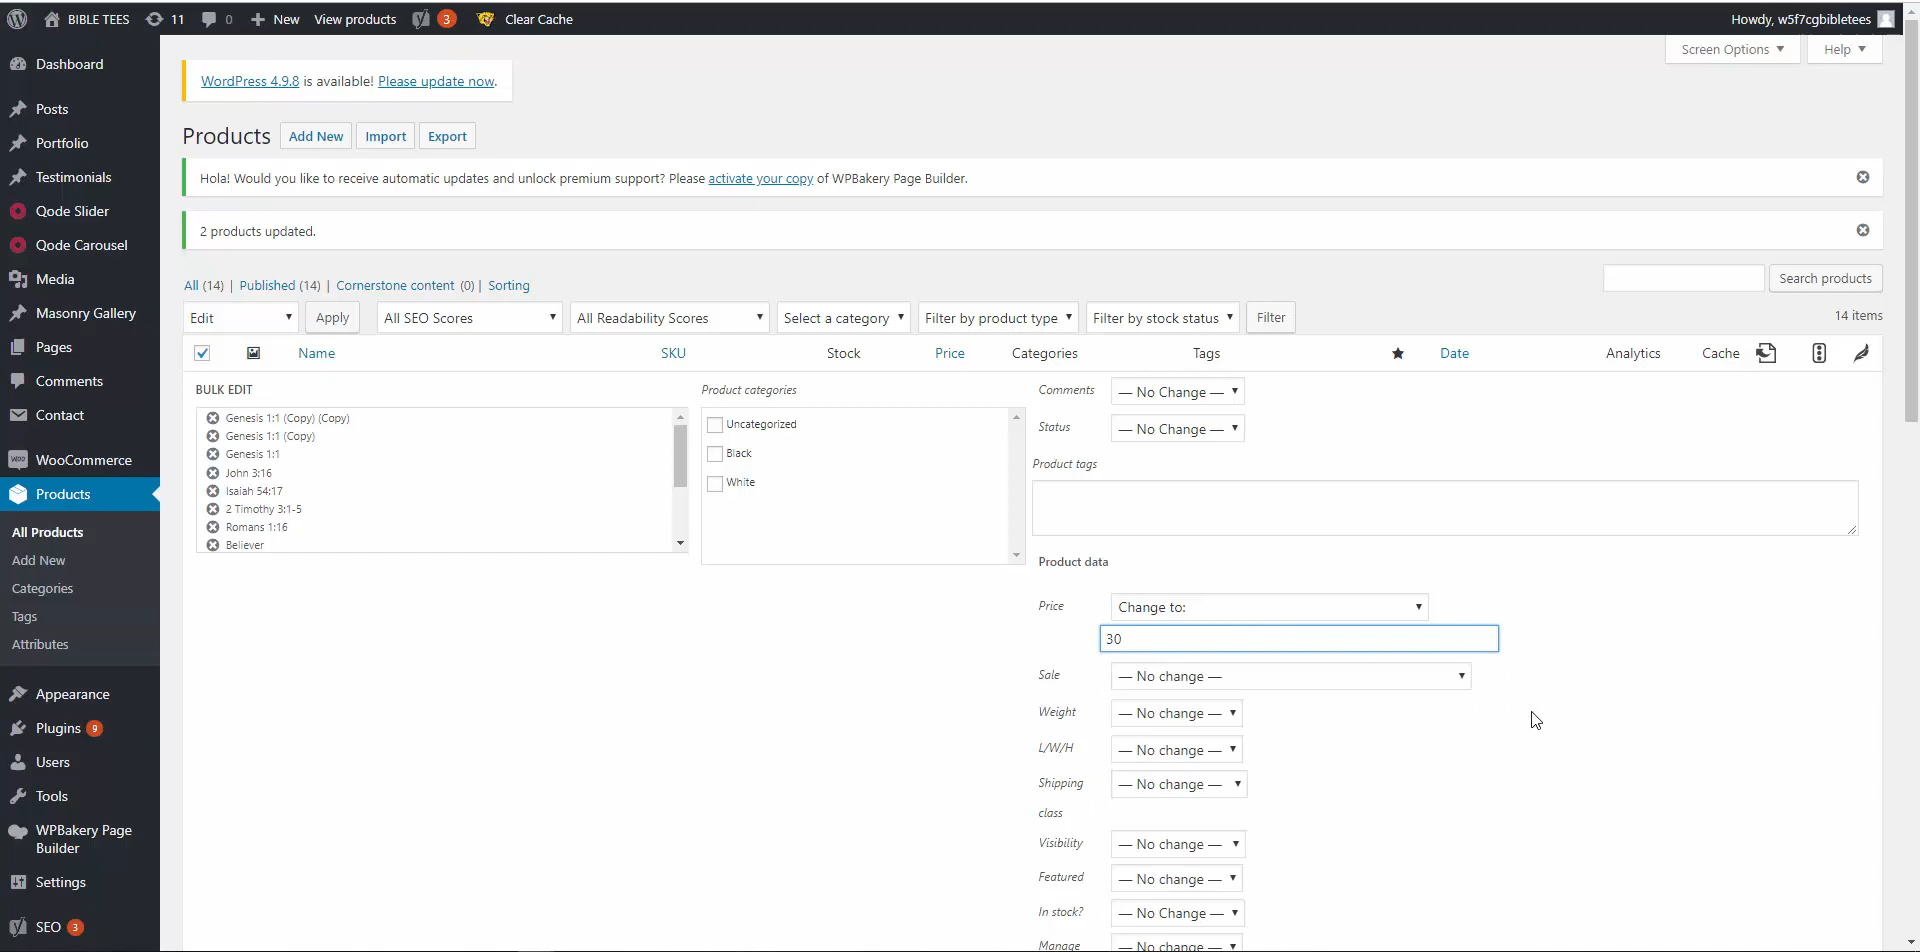 BIBLE TEES 11 0 New View products 3 Clear Cache Howdy, w5f7cgbibletees
Screen Options Help
Dashboard
Posts
Portfolio
Testimonials
Qode Slider
Qode Carousel
Media
Masonry Gallery
Pages
Comments
Contact
WooCommerce
Products
All Products
Add New
Categories
Tags
Attributes
Appearance
Plugins 9
Users
Tools
WPBakery Page
Builder
Settings
SEO 3
WordPress 4.9.8 is available! Please update now.
Products Add New Import Export
Hola! Would you like to receive automatic updates and unlock premium support? Please activate your copy of WPBakery Page Builder.
2 products updated.
All (14) | Published (14) | Cornerstone content (0) | Sorting
Search products
Edit Apply All SEO Scores All Readability Scores Select a category Filter by product type Filter by stock status Filter 14 items
Name SKU Stock Price Categories Tags Date Analytics Cache
BULK EDIT
Genesis 1:1 (Copy) (Copy)
Genesis 1:1 (Copy)
Genesis 1:1
John 3:16
Isaiah 54:17
2 Timothy 3:1-5
Romans 1:16
Believer
Product categories
Uncategorized
Black
White
Comments — No Change —
Status — No Change —
Product tags
Product data
Price Change to:
30
Sale — No change —
Weight — No change —
L/W/H — No change —
Shipping — No change —
class
Visibility — No change —
Featured — No change —
In stock? — No Change —
Manage — No change —